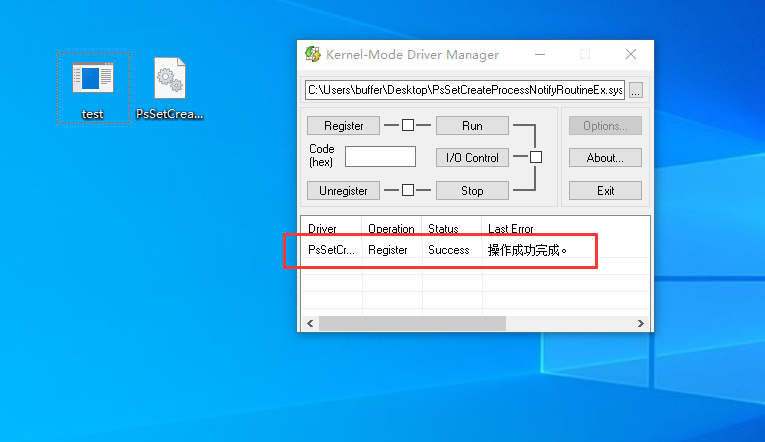 Kernel-Mode Driver Manager
C:\Users\buffer\Desktop\PsSetCreateProcessNotifyRoutineEx.sys
...
test
PsSetCrea...
Register
Run
Options...
Code
(hex)
I/O Control
About...
Unregister
Stop
Exit
Driver Operation Status Last Error
PsSetCr... Register Success 操作成功完成。